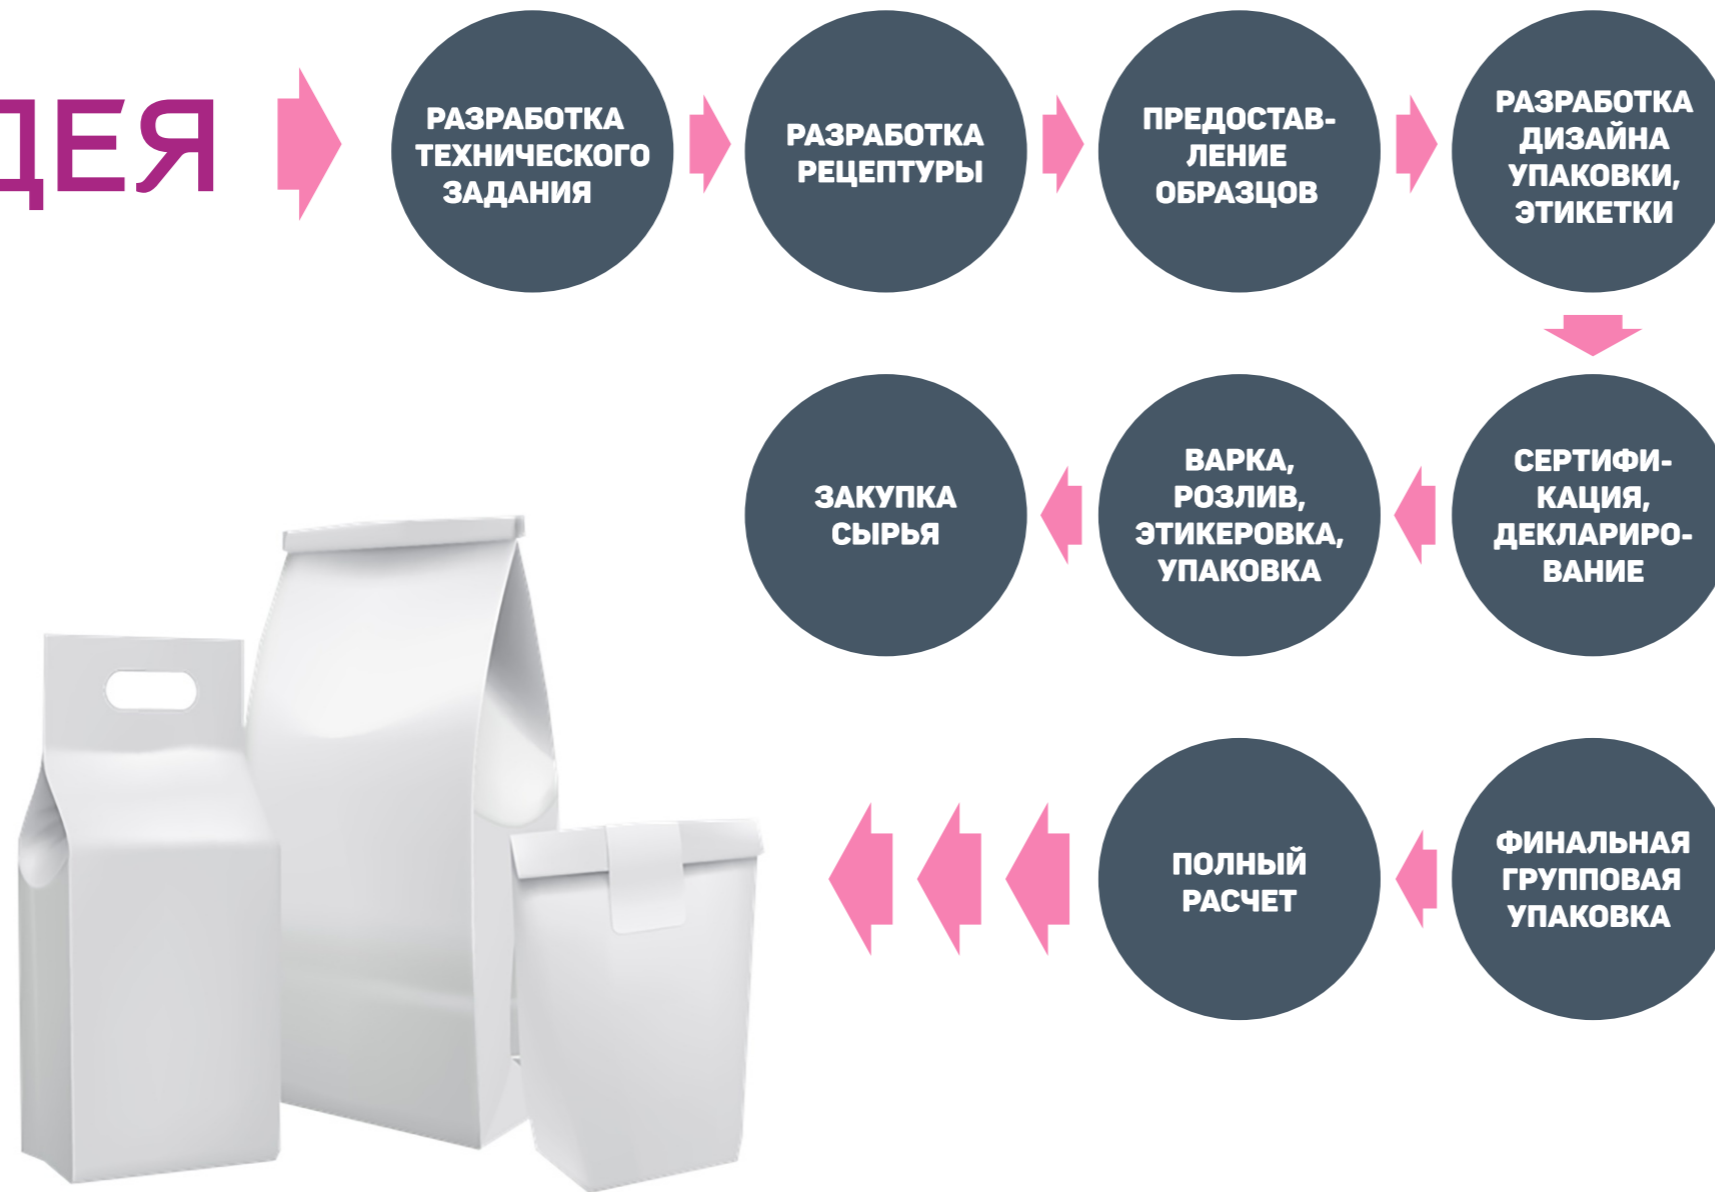 ДЕЯ
РАЗРАБОТКА
ТЕХНИЧЕСКОГО
ЗАДАНИЯ
РАЗРАБОТКА
РЕЦЕПТУРЫ
ПРЕДОСТАВ-
ЛЕНИЕ
ОБРАЗЦОВ
РАЗРАБОТКА
ДИЗАЙНА
УПАКОВКИ,
ЭТИКЕТКИ
ЗАКУПКА
СЫРЬЯ
ВАРКА,
РОЗЛИВ,
ЭТИКЕРОВКА,
УПАКОВКА
СЕРТИФИ-
КАЦИЯ,
ДЕКЛАРИРО-
ВАНИЕ
ПОЛНЫЙ
РАСЧЕТ
ФИНАЛЬНАЯ
ГРУППОВАЯ
УПАКОВКА